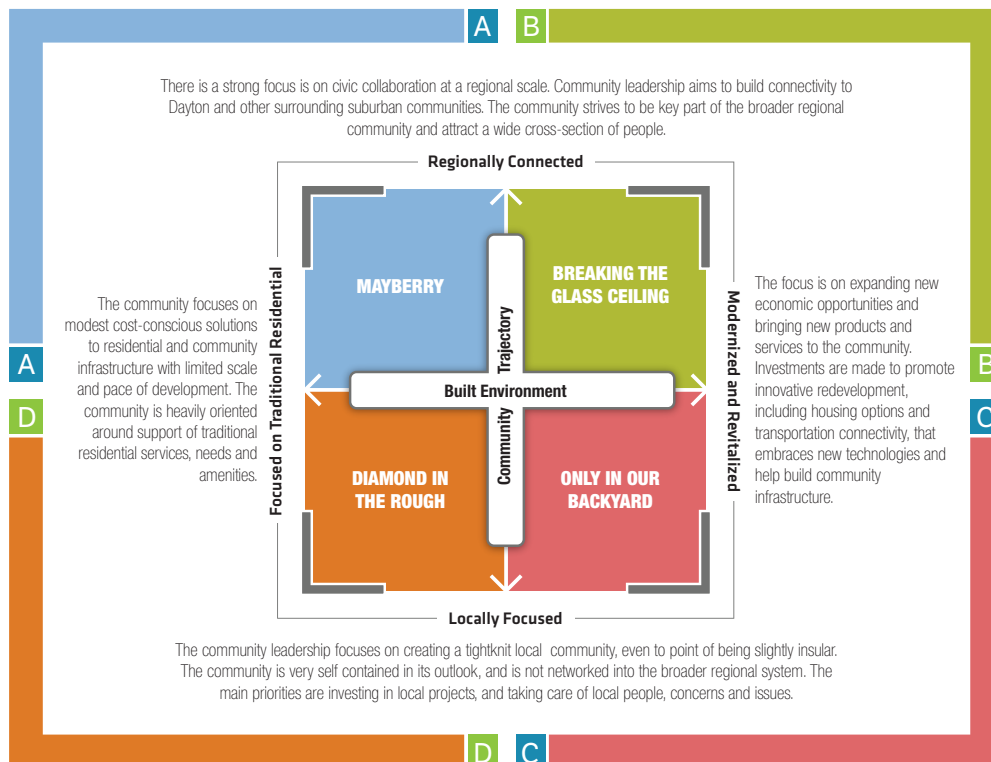 A B
There is a strong focus is on civic collaboration at a regional scale. Community leadership aims to build connectivity to
Dayton and other surrounding suburban communities. The community strives to be key part of the broader regional
community and attract a wide cross-section of people.
Regionally Connected
MAYBERRY
BREAKING THE
GLASS CEILING
Focused on Traditional Residential
The community focuses on
modest cost-conscious solutions
to residential and community
infrastructure with limited scale
and pace of development. The
community is heavily oriented
around support of traditional
residential services, needs and
amenities.
A
D
Community Trajectory
Built Environment
Modernized and Revitalized
The focus is on expanding new
economic opportunities and
bringing new products and
services to the community.
Investments are made to promote
innovative redevelopment,
including housing options and
transportation connectivity, that
embraces new technologies and
help build community
infrastructure.
B
C
DIAMOND IN
THE ROUGH
ONLY IN OUR
BACKYARD
Locally Focused
The community leadership focuses on creating a tightknit local community, even to point of being slightly insular.
The community is very self contained in its outlook, and is not networked into the broader regional system. The
main priorities are investing in local projects, and taking care of local people, concerns and issues.
D C